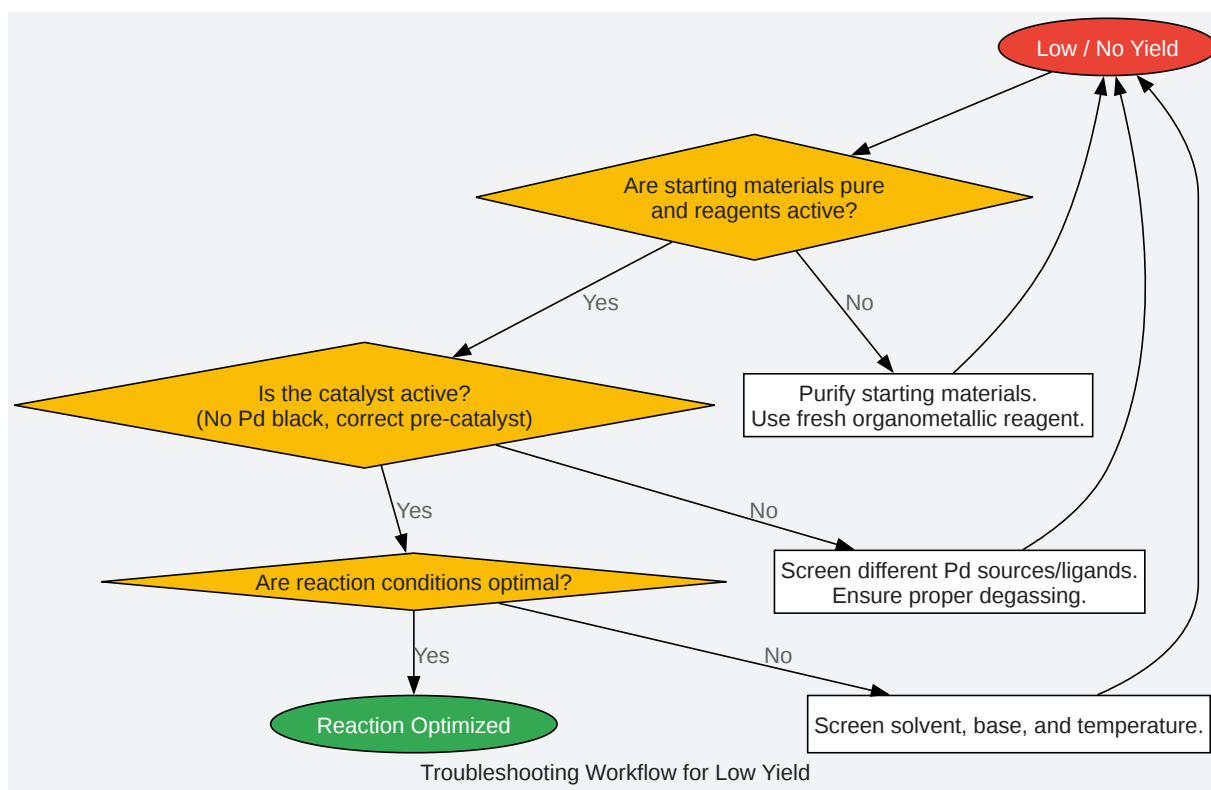 Low / No Yield
Are starting materials pure
and reagents active?
Yes
No
Is the catalyst active?
(No Pd black, correct pre-catalyst)
Purify starting materials.
Use fresh organometallic reagent.
Yes
No
Are reaction conditions optimal?
Screen different Pd sources/ligands.
Ensure proper degassing.
Yes
No
Reaction Optimized
Screen solvent, base, and temperature.
Troubleshooting Workflow for Low Yield